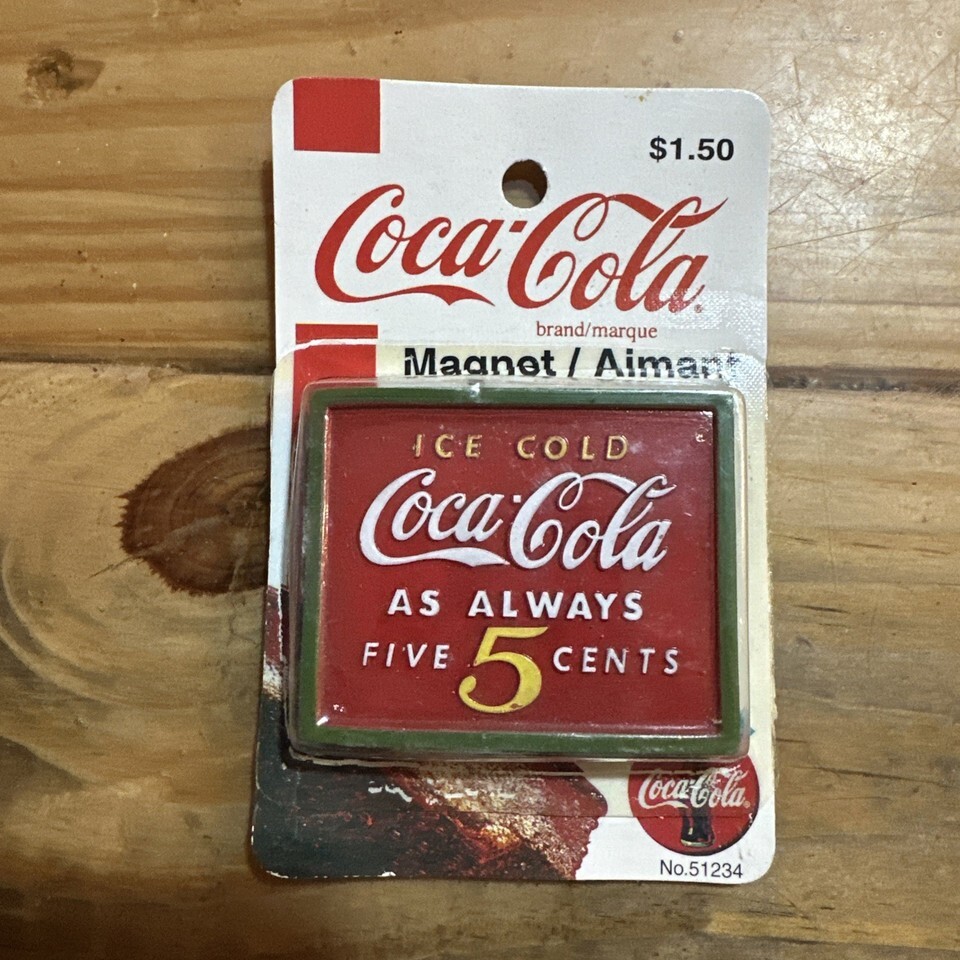 $1.50
Coca-Cola
brand/marque
Magnet / Aimant
ICE COLD
Coca-Cola
AS ALWAYS
FIVE 5 CENTS
Coca-Cola
No.51234